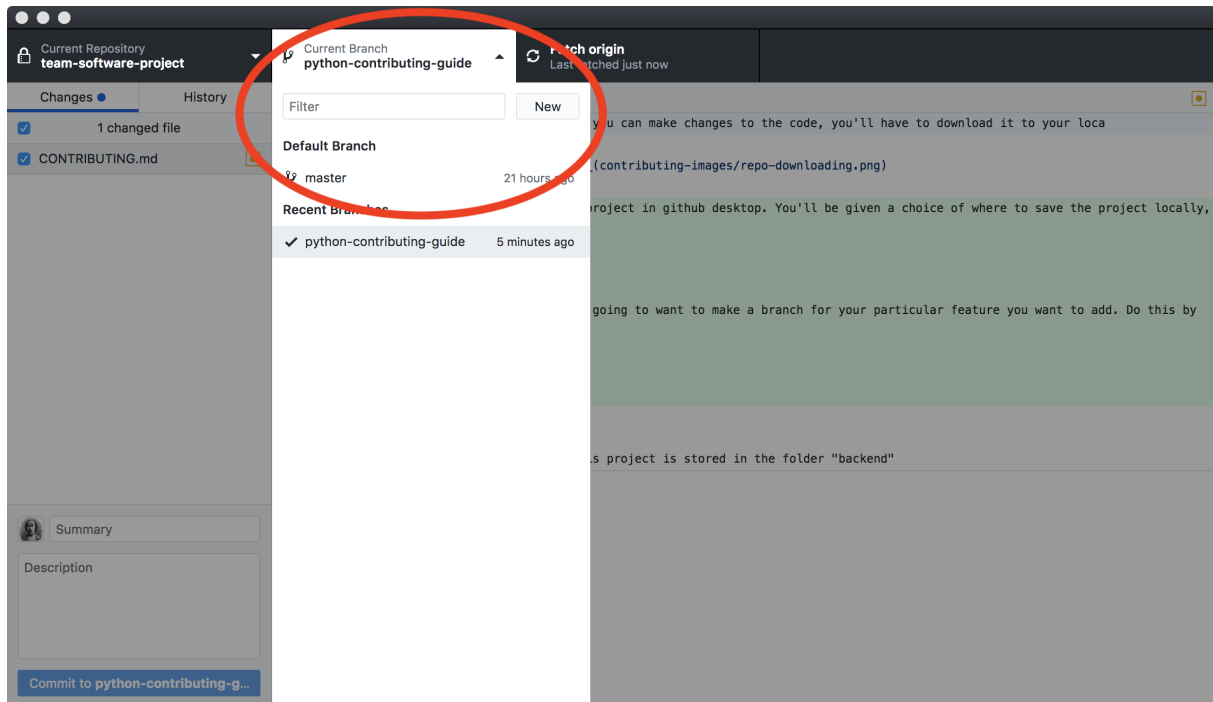 Current Repository
team-software-project
Current Branch
python-contributing-guide
Fetch origin
Last fetched just now
Changes
History
Filter
New
1 changed file
CONTRIBUTING.md
Default Branch
master
21 hours ago
Recent Branches
python-contributing-guide
5 minutes ago
you can make changes to the code, you'll have to download it to your loca
(contributing-images/repo-downloading.png)
project in github desktop. You'll be given a choice of where to save the project locally,
going to want to make a branch for your particular feature you want to add. Do this by
s project is stored in the folder "backend"
Summary
Description
Commit to python-contributing-g...